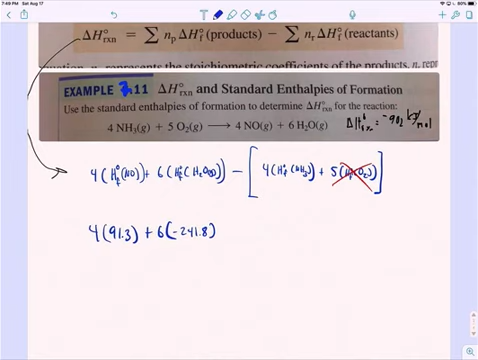 7:49 PM Sat Aug 17
ΔH°rxn = ∑ np ΔH°f (products) − ∑ nr ΔH°f (reactants)
represents the stoichiometric coefficients of the products,
EXAMPLE 7.11 ΔH°rxn and Standard Enthalpies of Formation
Use the standard enthalpies of formation to determine ΔH°rxn for the reaction:
4 NH3(g) + 5 O2(g) ⟶ 4 NO(g) + 6 H2O(g)
ΔH°rxn = -902 kJ/mol
4(H°f(NO)) + 6(H°f(H2O(g))) − [4(H°f(NH3)) + 5(H°f(O2))]
4(91.3) + 6(-241.8)